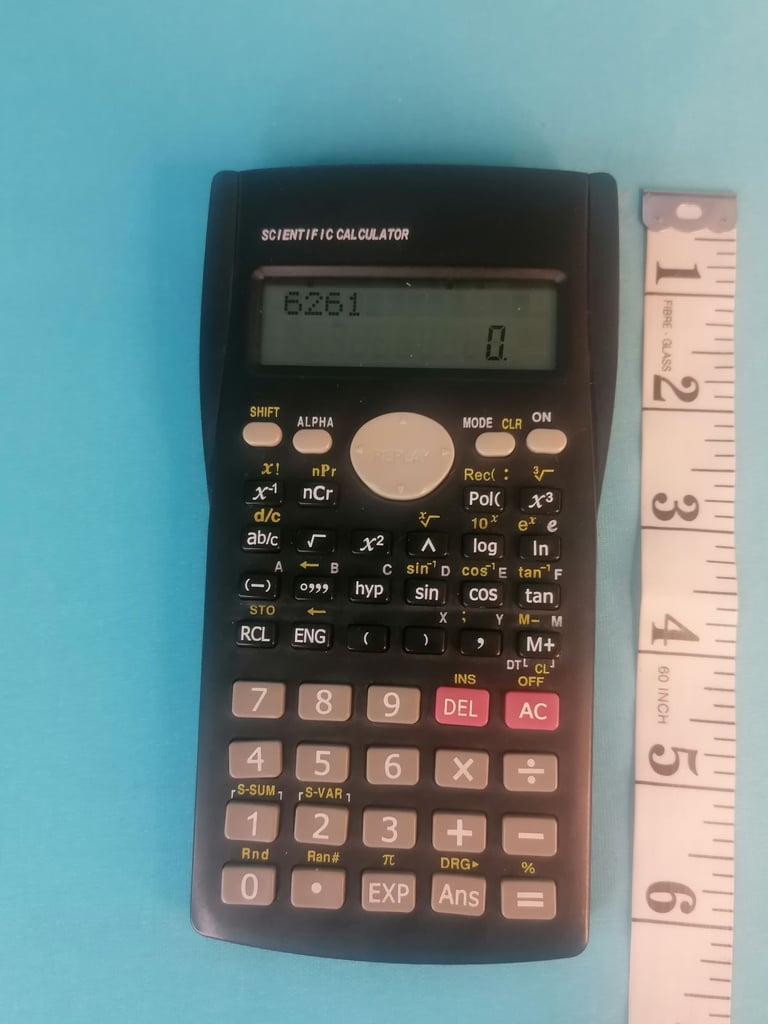 SCIENTIFIC CALCULATOR
6261
0.
SHIFT ALPHA MODE CLR ON
REPLAY
x! nPr Rec( : ³√
x⁻¹ nCr Pol( x³
d/c ˣ√ 10ˣ eˣ e
ab/c √ x² ^ log ln
A ← B C sin⁻¹ D cos⁻¹ E tan⁻¹ F
(−) °,,, hyp sin cos tan
STO ← X ; Y M− M
RCL ENG ( ) , M+
DT CL
INS OFF
7 8 9 DEL AC
4 5 6 × ÷
S-SUM S-VAR
1 2 3 + −
Rnd Ran# π DRG▸ %
0 • EXP Ans =
1
FIBRE - GLASS
2
3
4
60 INCH
5
6